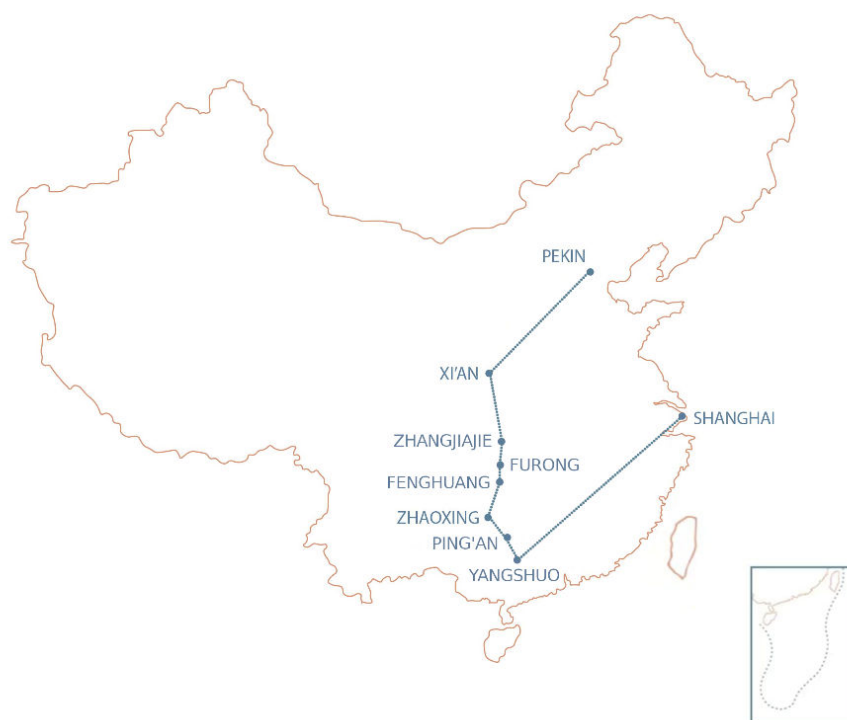 PEKIN
XI'AN
SHANGHAI
ZHANGJIAJIE
FURONG
FENGHUANG
ZHAOXING
PING'AN
YANGSHUO